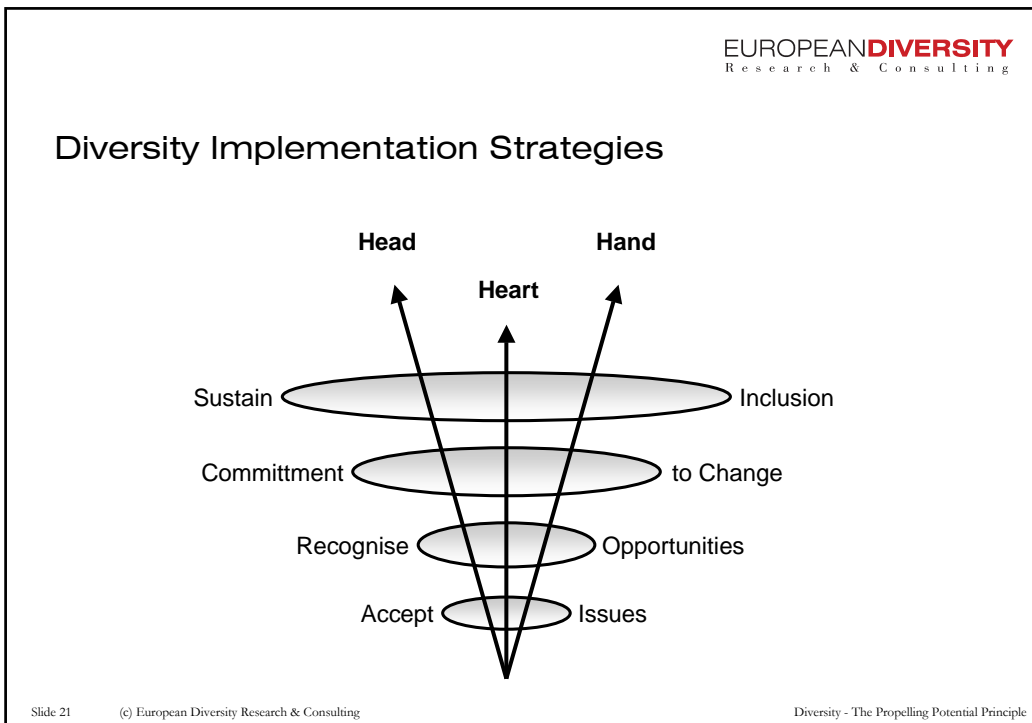 EUROPEANDIVERSITY
Research & Consulting
Diversity Implementation Strategies
Head Hand
Heart
Sustain Inclusion
Committment to Change
Recognise Opportunities
Accept Issues
Slide 21 (c) European Diversity Research & Consulting Diversity - The Propelling Potential Principle